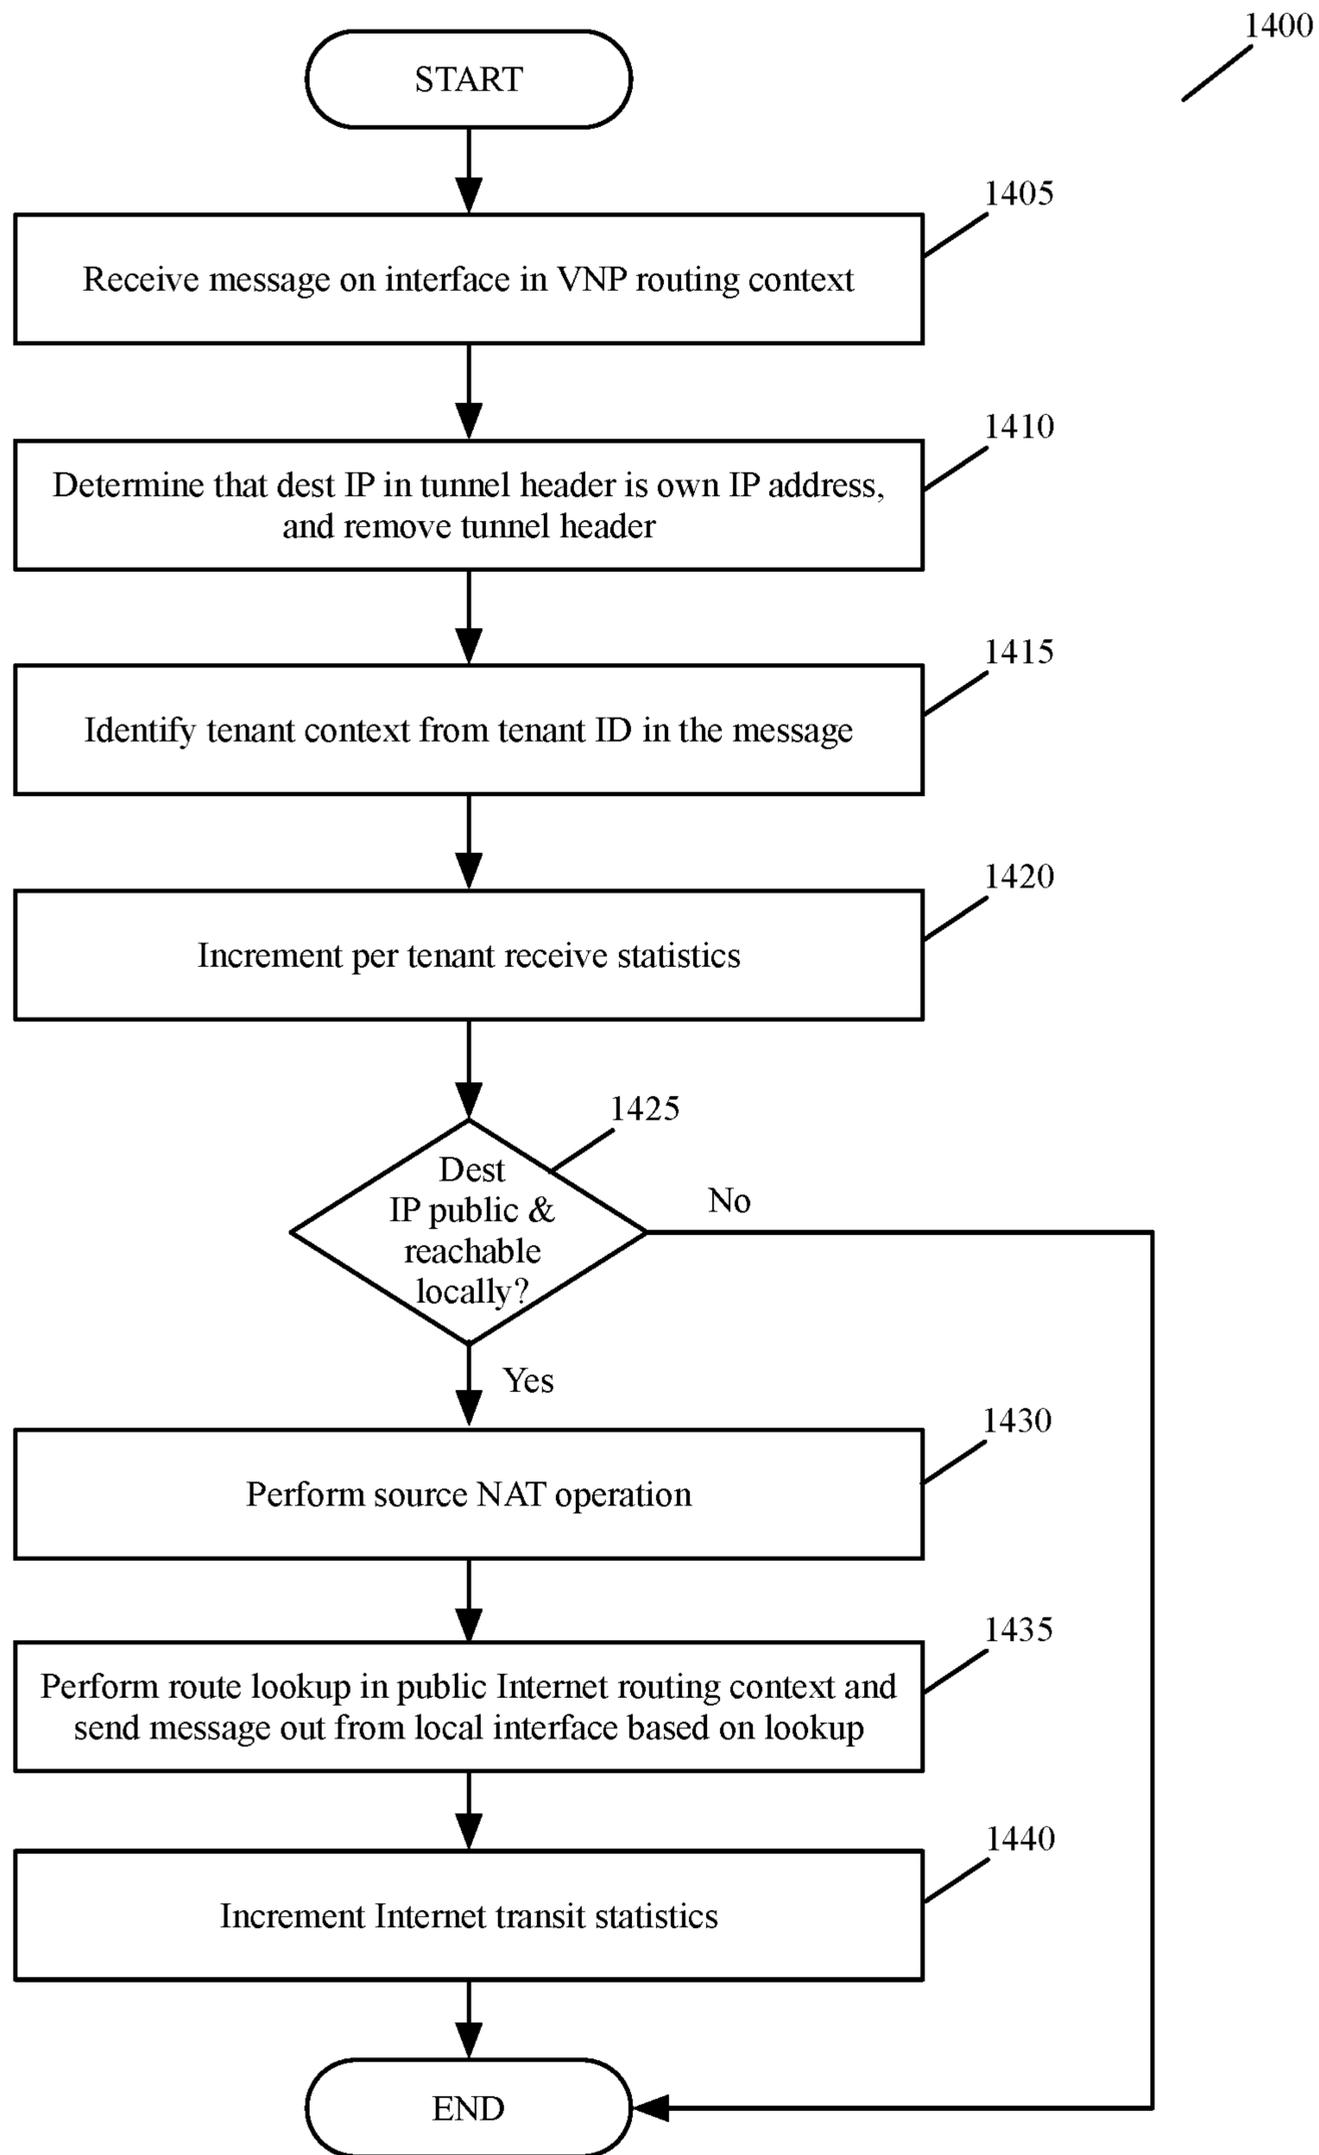 1400
START
1405
Receive message on interface in VNP routing context
1410
Determine that dest IP in tunnel header is own IP address,
and remove tunnel header
1415
Identify tenant context from tenant ID in the message
1420
Increment per tenant receive statistics
1425
Dest
IP public &
reachable
locally?
No
Yes
1430
Perform source NAT operation
1435
Perform route lookup in public Internet routing context and
send message out from local interface based on lookup
1440
Increment Internet transit statistics
END